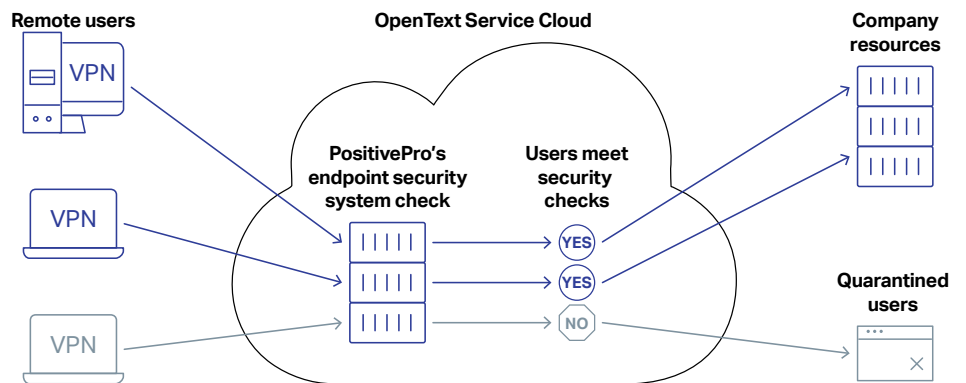 Remote users
OpenText Service Cloud
Company
resources
VPN
PositivePro's
endpoint security
system check
Users meet
security
checks
VPN
YES
YES
Quarantined
users
VPN
NO